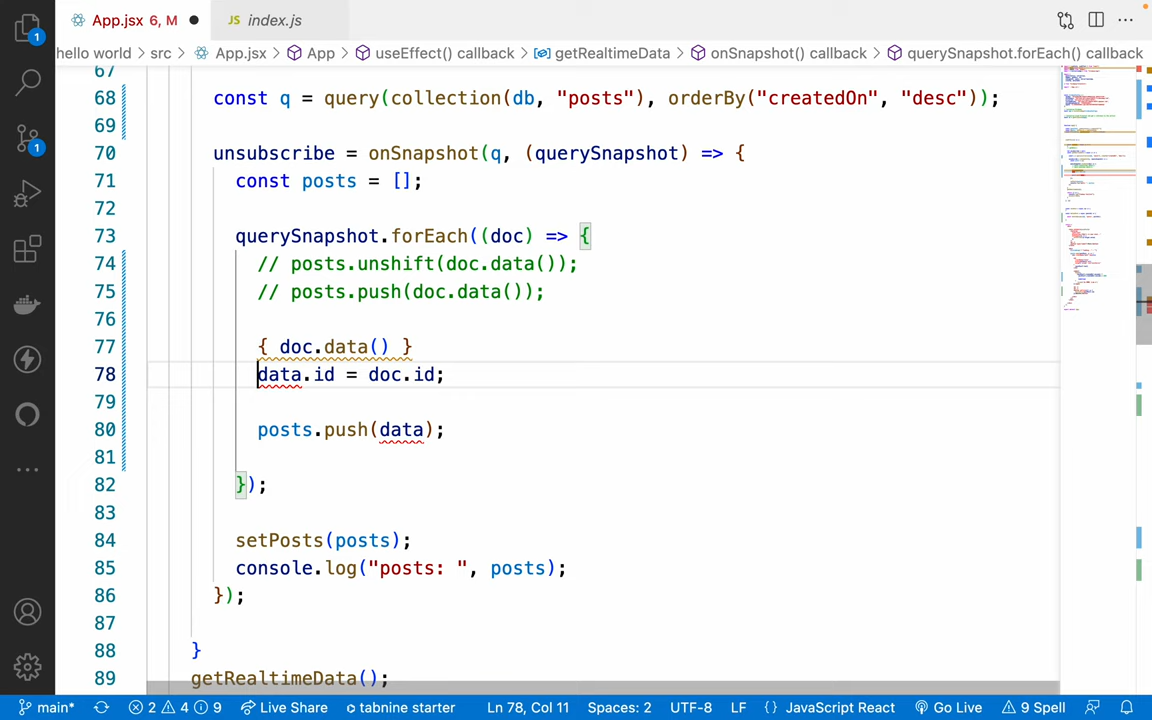 App.jsx 6, M ●
JS index.js
hello world > src > App.jsx > App > useEffect() callback > getRealtimeData > onSnapshot() callback > querySnapshot.forEach() callback
67
68 const q = query(collection(db, "posts"), orderBy("createdOn", "desc"));
69
70 unsubscribe = onSnapshot(q, (querySnapshot) => {
71 const posts = [];
72
73 querySnapshot.forEach((doc) => {
74 // posts.unshift(doc.data());
75 // posts.push(doc.data());
76
77 { doc.data() }
78 data.id = doc.id;
79
80 posts.push(data);
81
82 });
83
84 setPosts(posts);
85 console.log("posts: ", posts);
86 });
87
88 }
89 getRealtimeData();
1
1
main* 2 4 9 Live Share tabnine starter Ln 78, Col 11 Spaces: 2 UTF-8 LF {} JavaScript React Go Live 9 Spell